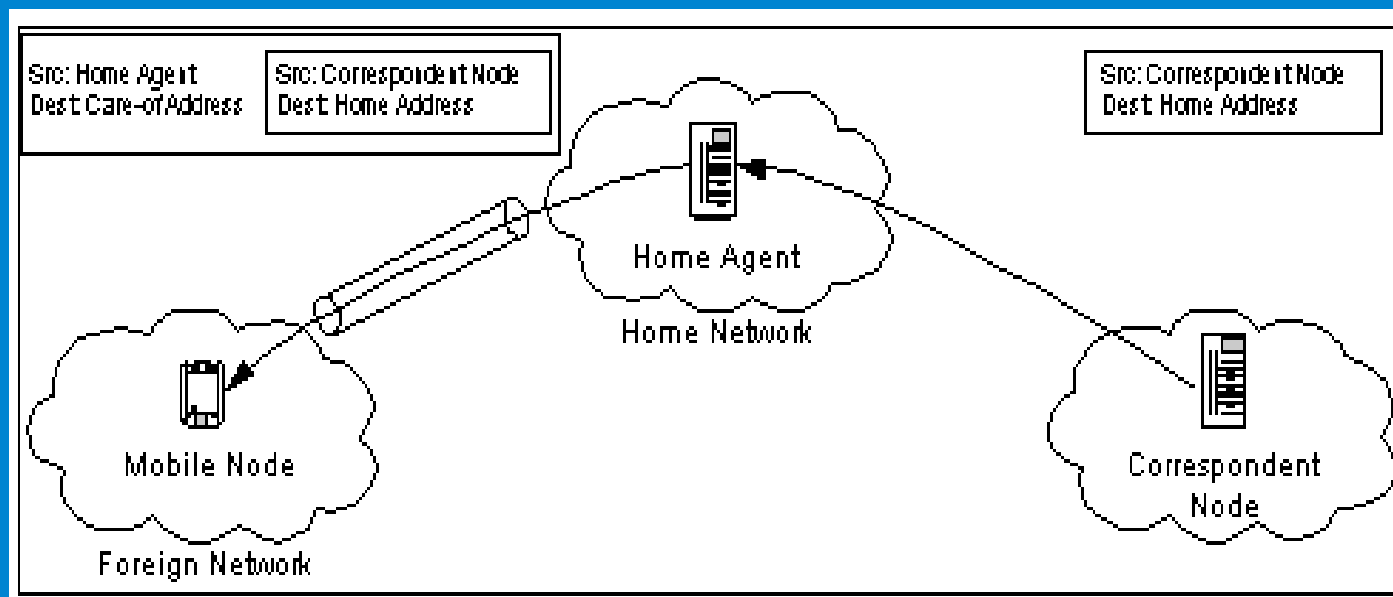 Src: Home Agent
Dest: Care-of Address
Src: Correspondent Node
Dest: Home Address
Src: Correspondent Node
Dest: Home Address
Home Agent
Home Network
Mobile Node
Foreign Network
Correspondent
Node